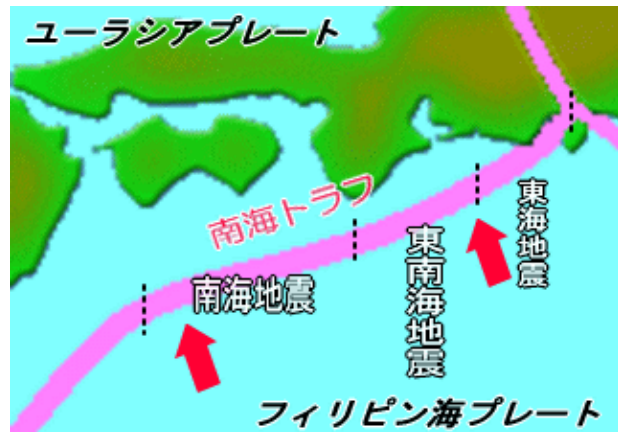 ユーラシアプレート
南海トラフ
東海地震
東南海地震
南海地震
フィリピン海プレート